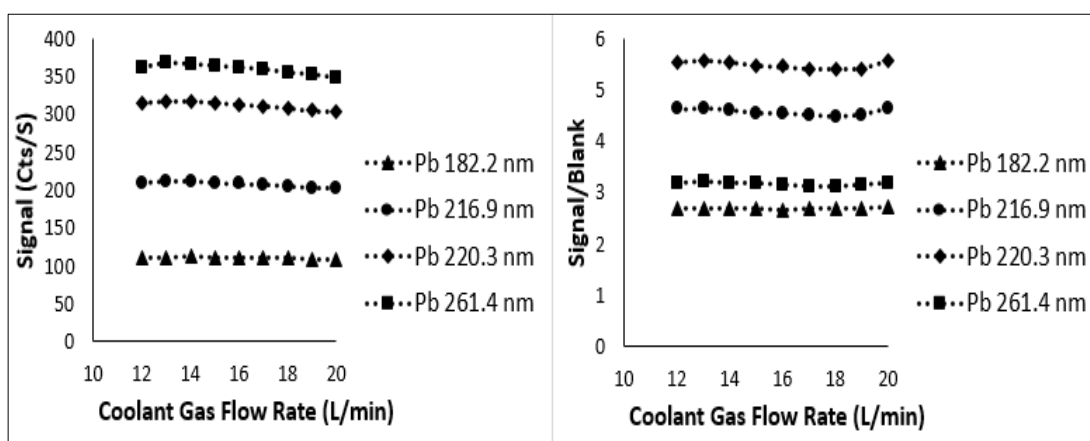 Signal (Cts/S)
400
350
300
250
200
150
100
50
0
10 12 14 16 18 20
Coolant Gas Flow Rate (L/min)
Pb 182.2 nm
Pb 216.9 nm
Pb 220.3 nm
Pb 261.4 nm
Signal/Blank
6
5
4
3
2
1
0
10 12 14 16 18 20
Coolant Gas Flow Rate (L/min)
Pb 182.2 nm
Pb 216.9 nm
Pb 220.3 nm
Pb 261.4 nm